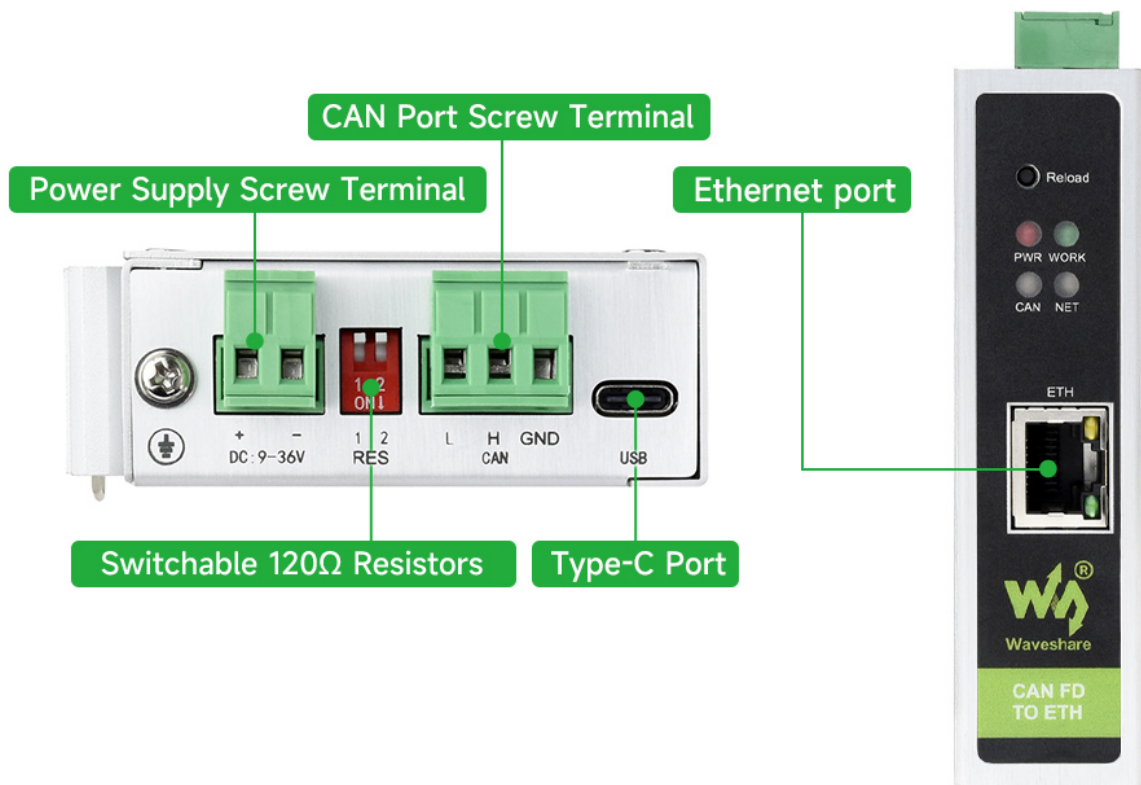 CAN Port Screw Terminal
Power Supply Screw Terminal
Ethernet port
1 2
ON↓
+ -
DC:9-36V
1 2
RES
L H GND
CAN
USB
Switchable 120Ω Resistors
Type-C Port
Reload
PWR WORK
CAN NET
ETH
®
Waveshare
CAN FD
TO ETH